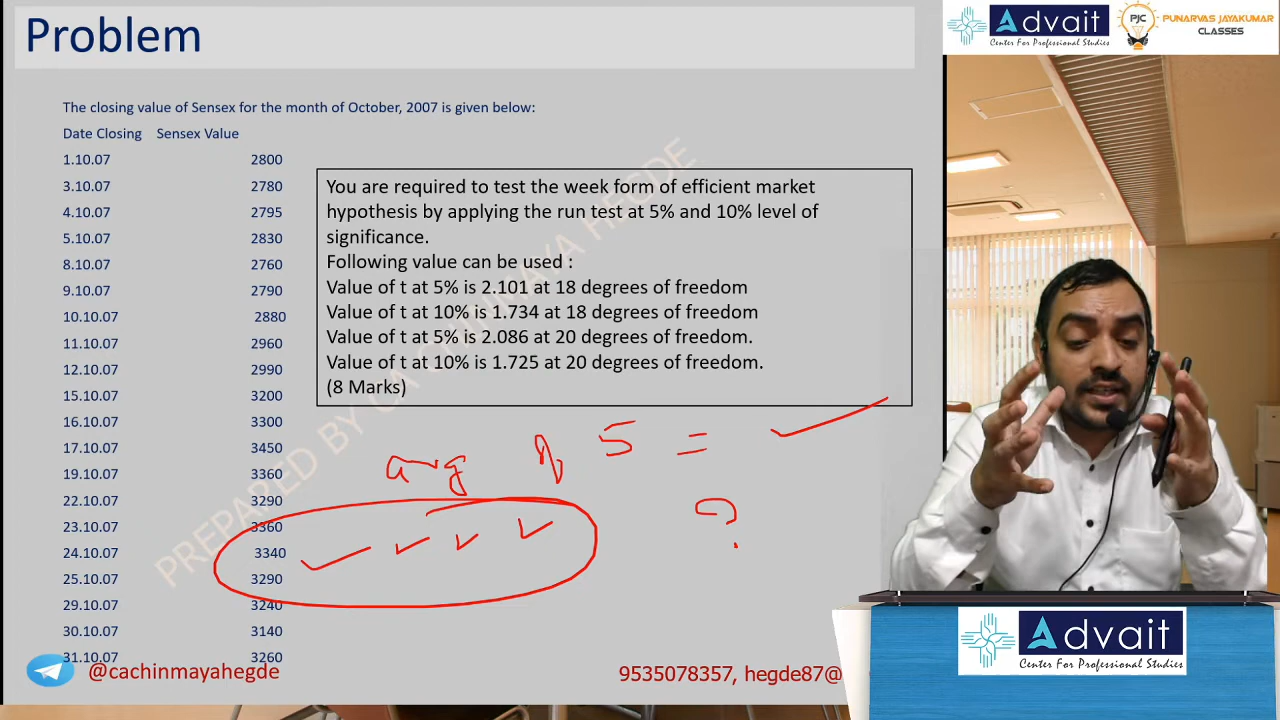 Problem
Advait
Center For Professional Studies
PJC
PUNARVAS JAYAKUMAR
CLASSES
The closing value of Sensex for the month of October, 2007 is given below:
Date Closing Sensex Value
1.10.07 2800
3.10.07 2780
4.10.07 2795
5.10.07 2830
8.10.07 2760
9.10.07 2790
10.10.07 2880
11.10.07 2960
12.10.07 2990
15.10.07 3200
16.10.07 3300
17.10.07 3450
19.10.07 3360
22.10.07 3290
23.10.07 3360
24.10.07 3340
25.10.07 3290
29.10.07 3240
30.10.07 3140
31.10.07 3260
You are required to test the week form of efficient market
hypothesis by applying the run test at 5% and 10% level of
significance.
Following value can be used :
Value of t at 5% is 2.101 at 18 degrees of freedom
Value of t at 10% is 1.734 at 18 degrees of freedom
Value of t at 5% is 2.086 at 20 degrees of freedom.
Value of t at 10% is 1.725 at 20 degrees of freedom.
(8 Marks)
avg of 5 =
?
PREPARED BY CA CHINMAYA HEGDE
@cachinmayahegde
9535078357, hegde87@
Advait
Center For Professional Studies